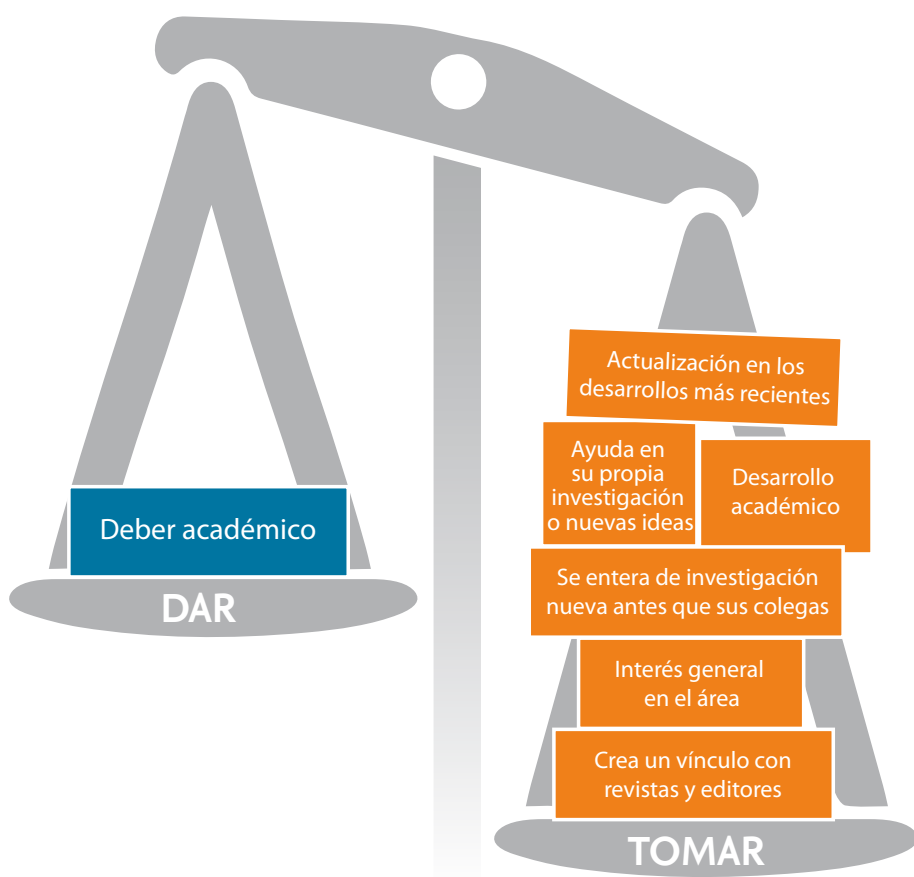 Actualización en los
desarrollos más recientes
Ayuda en
su propia
investigación
o nuevas ideas
Desarrollo
académico
Se entera de investigación
nueva antes que sus colegas
Interés general
en el área
Crea un vínculo con
revistas y editores
TOMAR
Deber académico
DAR